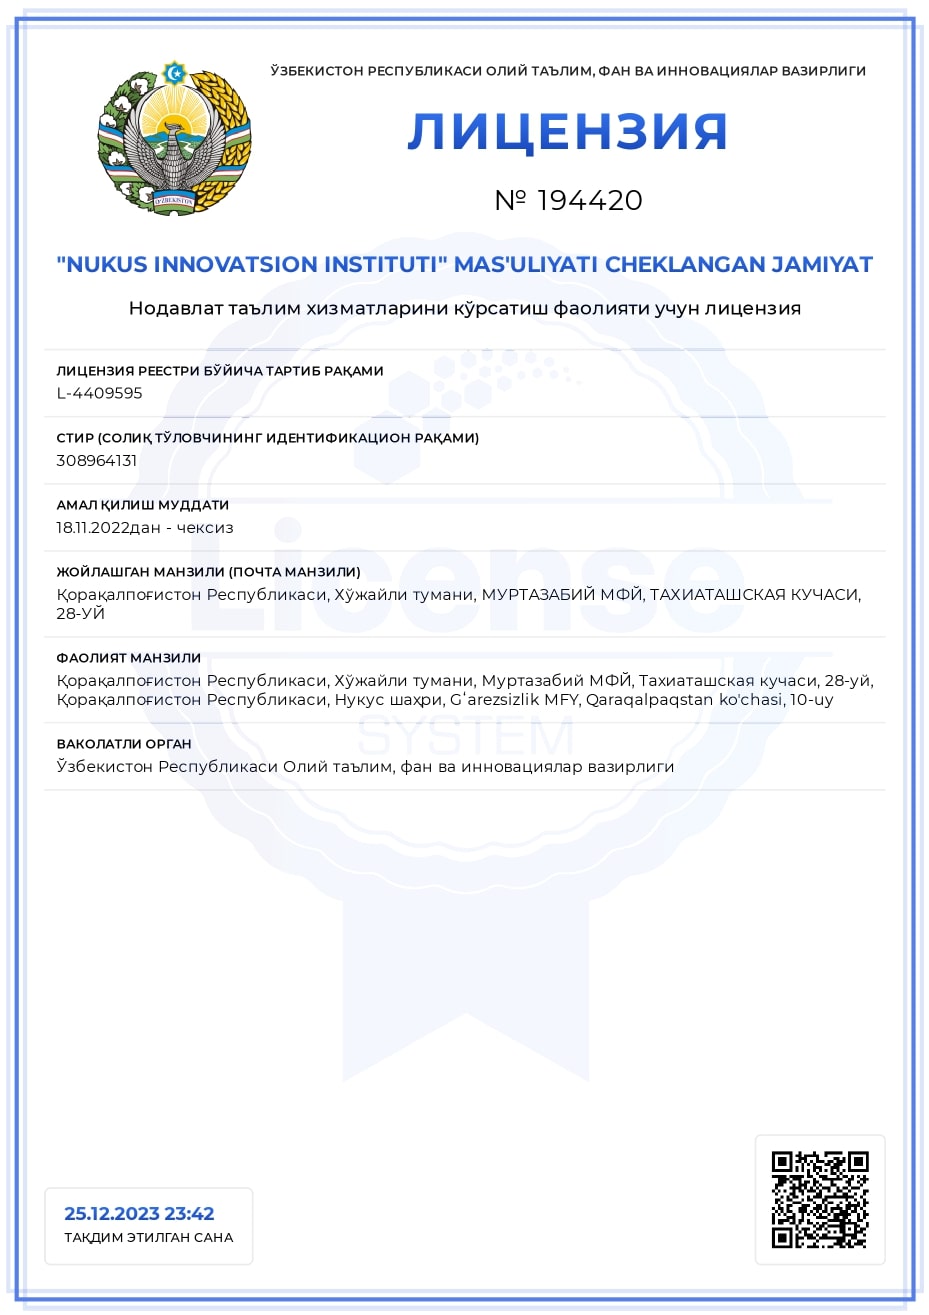 ЎЗБЕКИСТОН РЕСПУБЛИКАСИ ОЛИЙ ТАЪЛИМ, ФАН ВА ИННОВАЦИЯЛАР ВАЗИРЛИГИ
ЛИЦЕНЗИЯ
№ 194420
O'ZBEKISTON
"NUKUS INNOVATSION INSTITUTI" MAS'ULIYATI CHEKLANGAN JAMIYAT
Нодавлат таълим хизматларини кўрсатиш фаолияти учун лицензия
ЛИЦЕНЗИЯ РЕЕСТРИ БЎЙИЧА ТАРТИБ РАҚАМИ
L-4409595
СТИР (СОЛИҚ ТЎЛОВЧИНИНГ ИДЕНТИФИКАЦИОН РАҚАМИ)
308964131
АМАЛ ҚИЛИШ МУДДАТИ
18.11.2022дан - чексиз
ЖОЙЛАШГАН МАНЗИЛИ (ПОЧТА МАНЗИЛИ)
Қорақалпоғистон Республикаси, Хўжайли тумани, МУРТАЗАБИЙ МФЙ, ТАХИАТАШСКАЯ КУЧАСИ,
28-УЙ
License
ФАОЛИЯТ МАНЗИЛИ
Қорақалпоғистон Республикаси, Хўжайли тумани, Муртазабий МФЙ, Тахиаташская кучаси, 28-уй,
Қорақалпоғистон Республикаси, Нукус шаҳри, Gʻarezsizlik MFY, Qaraqalpaqstan ko'chasi, 10-uy
SYSTEM
ВАКОЛАТЛИ ОРГАН
Ўзбекистон Республикаси Олий таълим, фан ва инновациялар вазирлиги
25.12.2023 23:42
ТАҚДИМ ЭТИЛГАН САНА